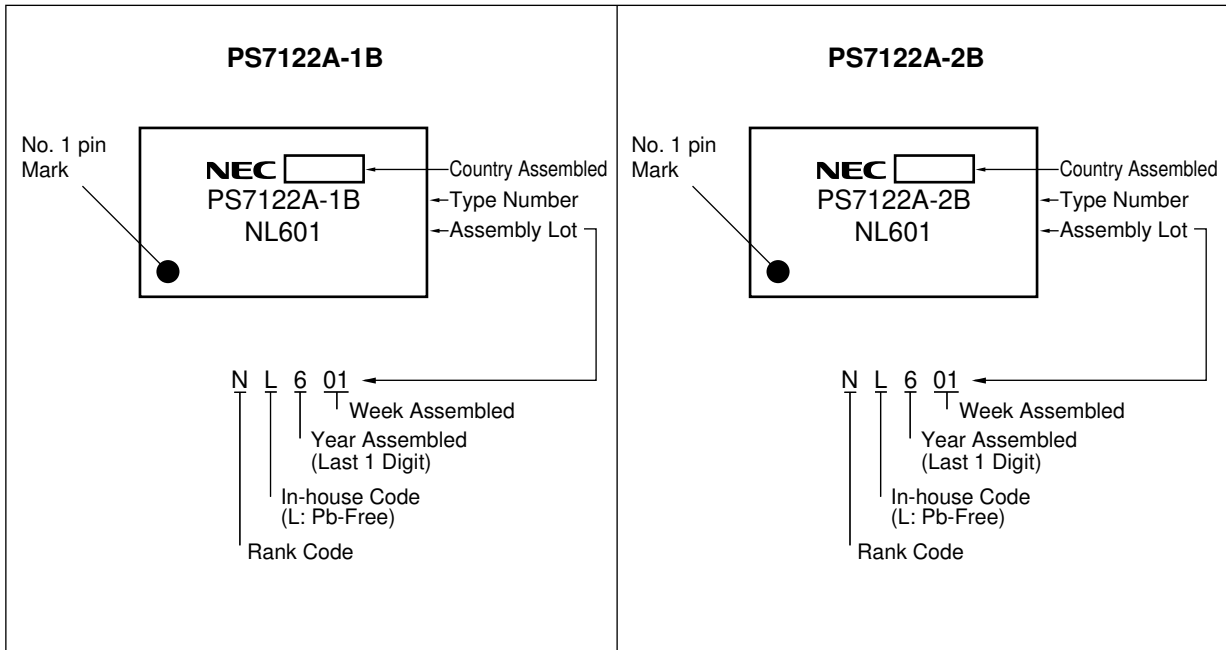 PS7122A-1B
No. 1 pin
Mark
NEC
Country Assembled
PS7122A-1B
Type Number
NL601
Assembly Lot
N L 6 01
Week Assembled
Year Assembled
(Last 1 Digit)
In-house Code
(L: Pb-Free)
Rank Code
PS7122A-2B
No. 1 pin
Mark
NEC
Country Assembled
PS7122A-2B
Type Number
NL601
Assembly Lot
N L 6 01
Week Assembled
Year Assembled
(Last 1 Digit)
In-house Code
(L: Pb-Free)
Rank Code